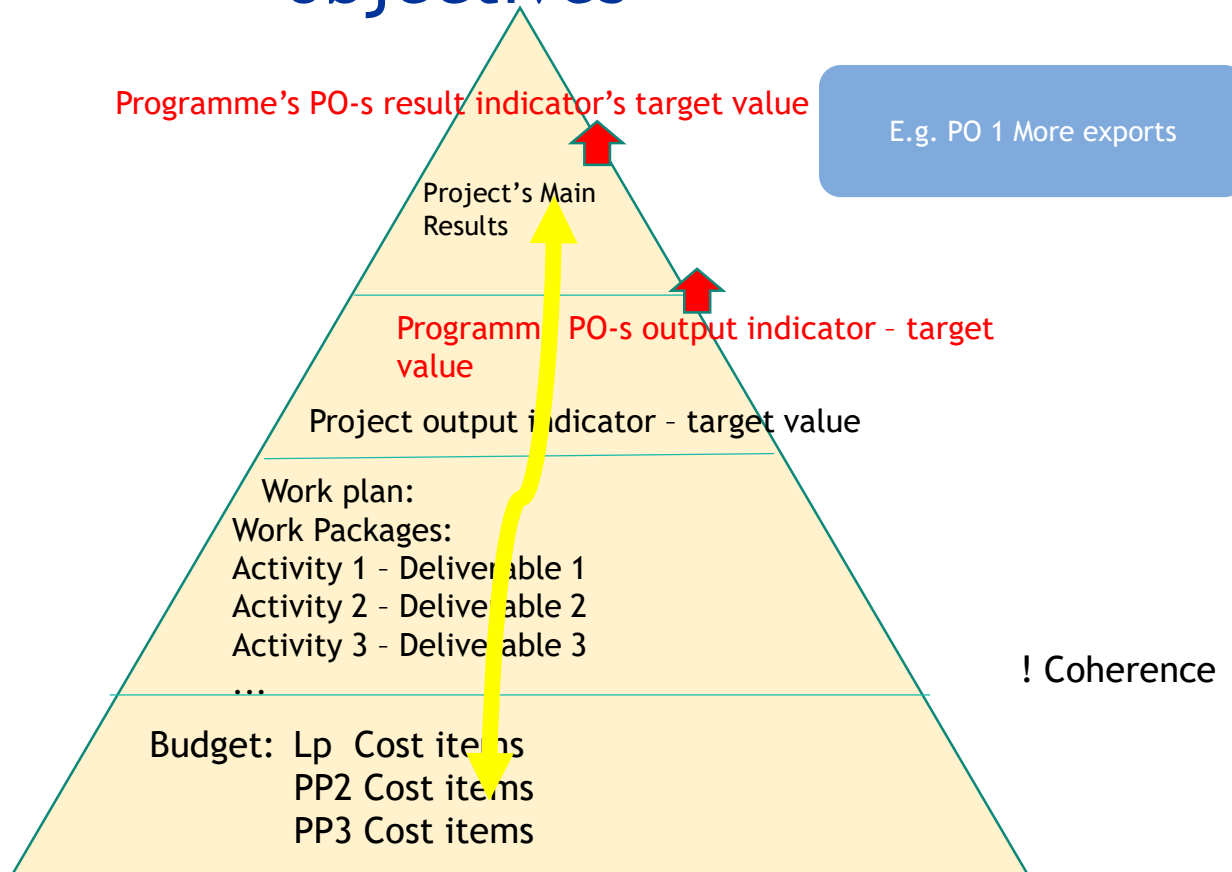 objectives
Programme's PO-s result indicator's target value
E.g. PO 1 More exports
Project's Main
Results
Programm PO-s output indicator – target
value
Project output indicator – target value
Work plan:
Work Packages:
Activity 1 – Deliverable 1
Activity 2 – Deliverable 2
Activity 3 – Deliverable 3
...
! Coherence
Budget: Lp Cost items
PP2 Cost items
PP3 Cost items